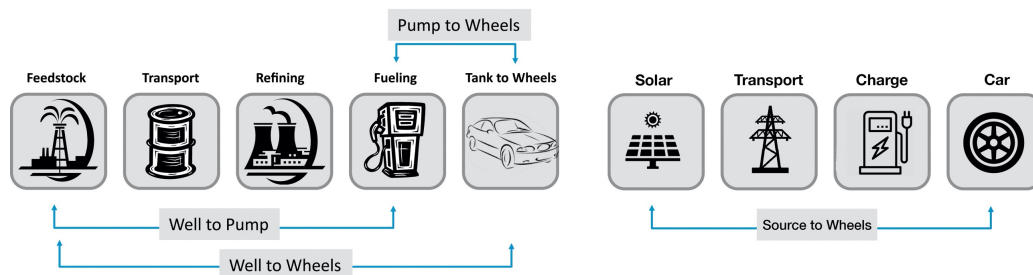 Pump to Wheels
Feedstock
Transport
Refining
Fueling
Tank to Wheels
Well to Pump
Well to Wheels
Solar
Transport
Charge
Car
Source to Wheels